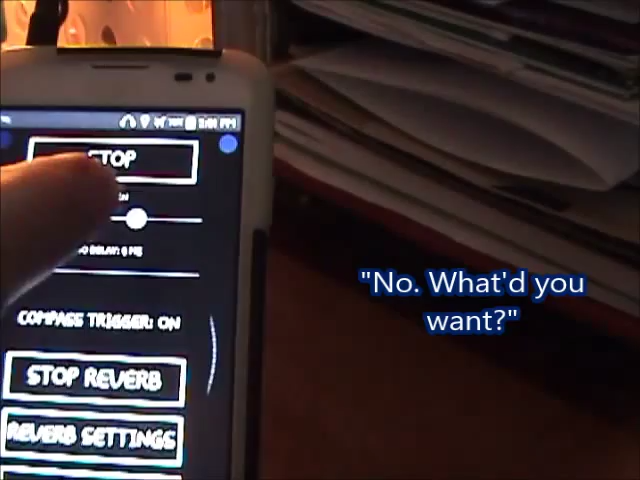 STOP
COMPASS TRIGGER: ON
STOP REVERB
REVERB SETTINGS
"No. What'd you
want?"